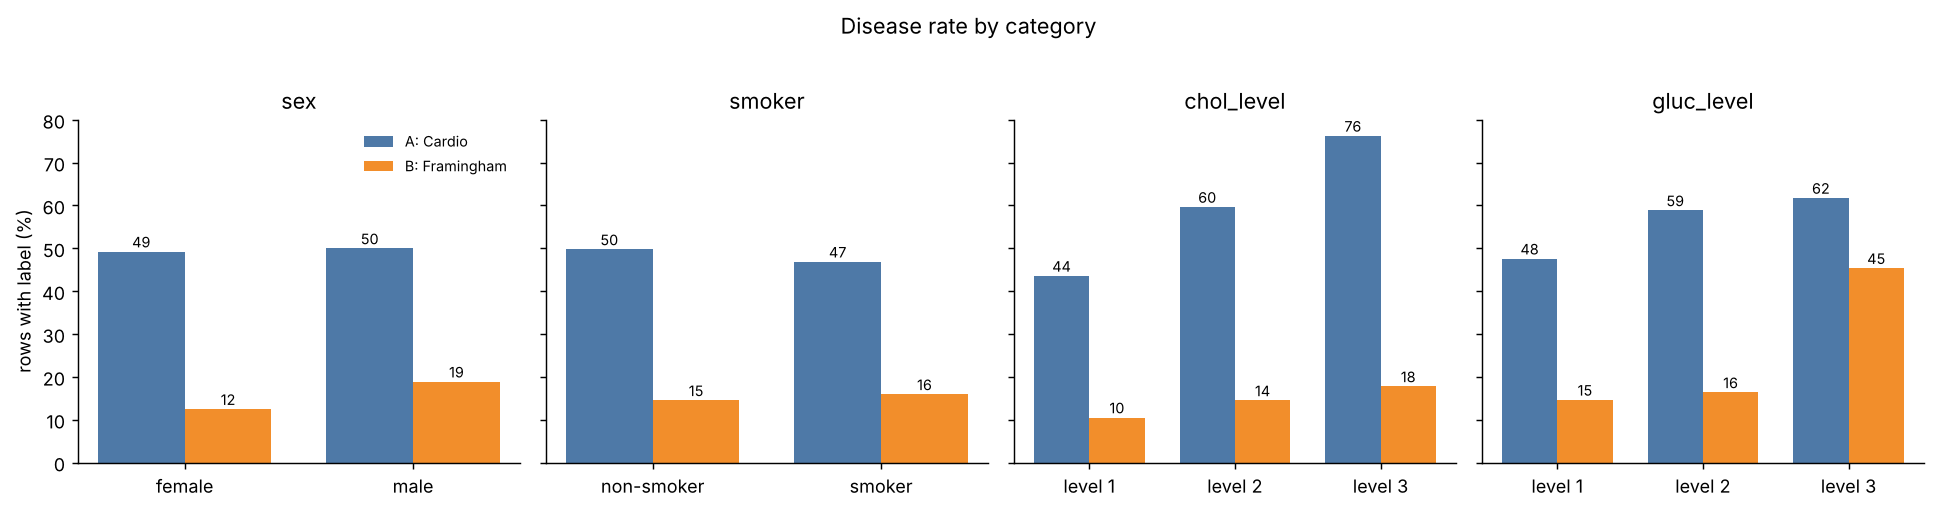 Disease rate by category
sex
A: Cardio
B: Framingham
rows with label (%)
80
70
60
50
40
30
20
10
0
49
12
50
19
female
male
smoker
50
15
47
16
non-smoker
smoker
chol_level
44
10
60
14
76
18
level 1
level 2
level 3
gluc_level
48
15
59
16
62
45
level 1
level 2
level 3